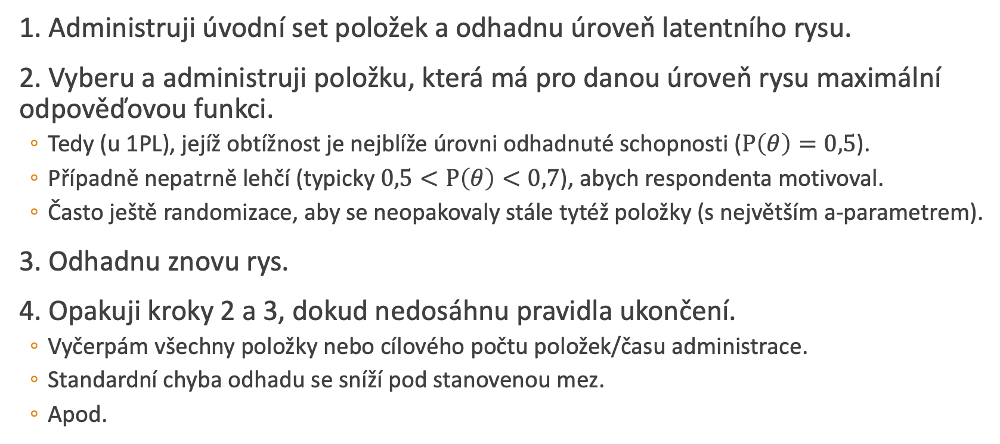 1. Administruji úvodní set položek a odhadnu úroveň latentního rysu.
2. Vyberu a administruji položku, která má pro danou úroveň rysu maximální
odpověďovou funkci.
◦ Tedy (u 1PL), jejíž obtížnost je nejblíže úrovni odhadnuté schopnosti (P(θ) = 0,5).
◦ Případně nepatrně lehčí (typicky 0,5 < P(θ) < 0,7), abych respondenta motivoval.
◦ Často ještě randomizace, aby se neopakovaly stále tytéž položky (s největším a-parametrem).
3. Odhadnu znovu rys.
4. Opakuji kroky 2 a 3, dokud nedosáhnu pravidla ukončení.
◦ Vyčerpám všechny položky nebo cílového počtu položek/času administrace.
◦ Standardní chyba odhadu se sníží pod stanovenou mez.
◦ Apod.